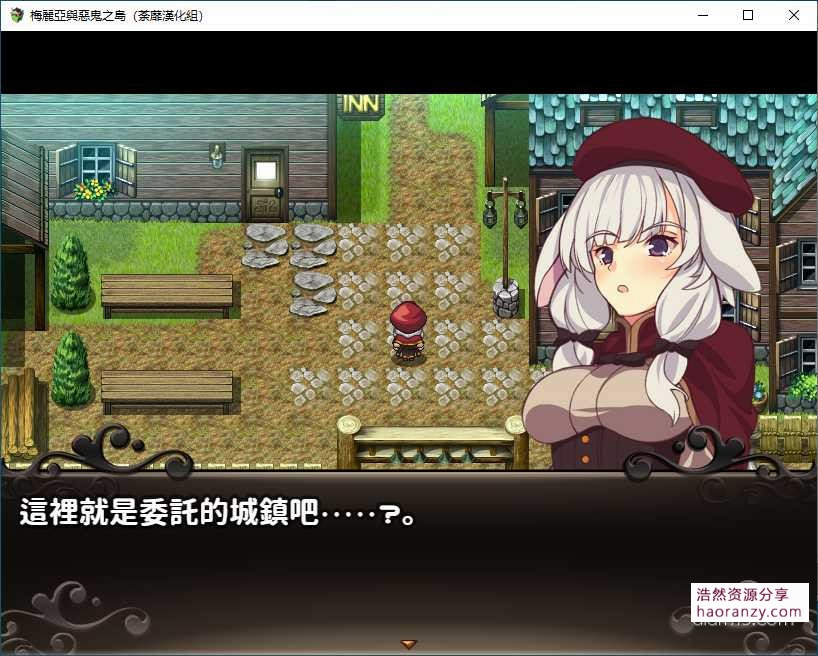 梅麗亞與惡鬼之島（荼蘼漢化組）
INN
這裡就是委託的城鎮吧·····?。
浩然资源分享
haoranzy.com